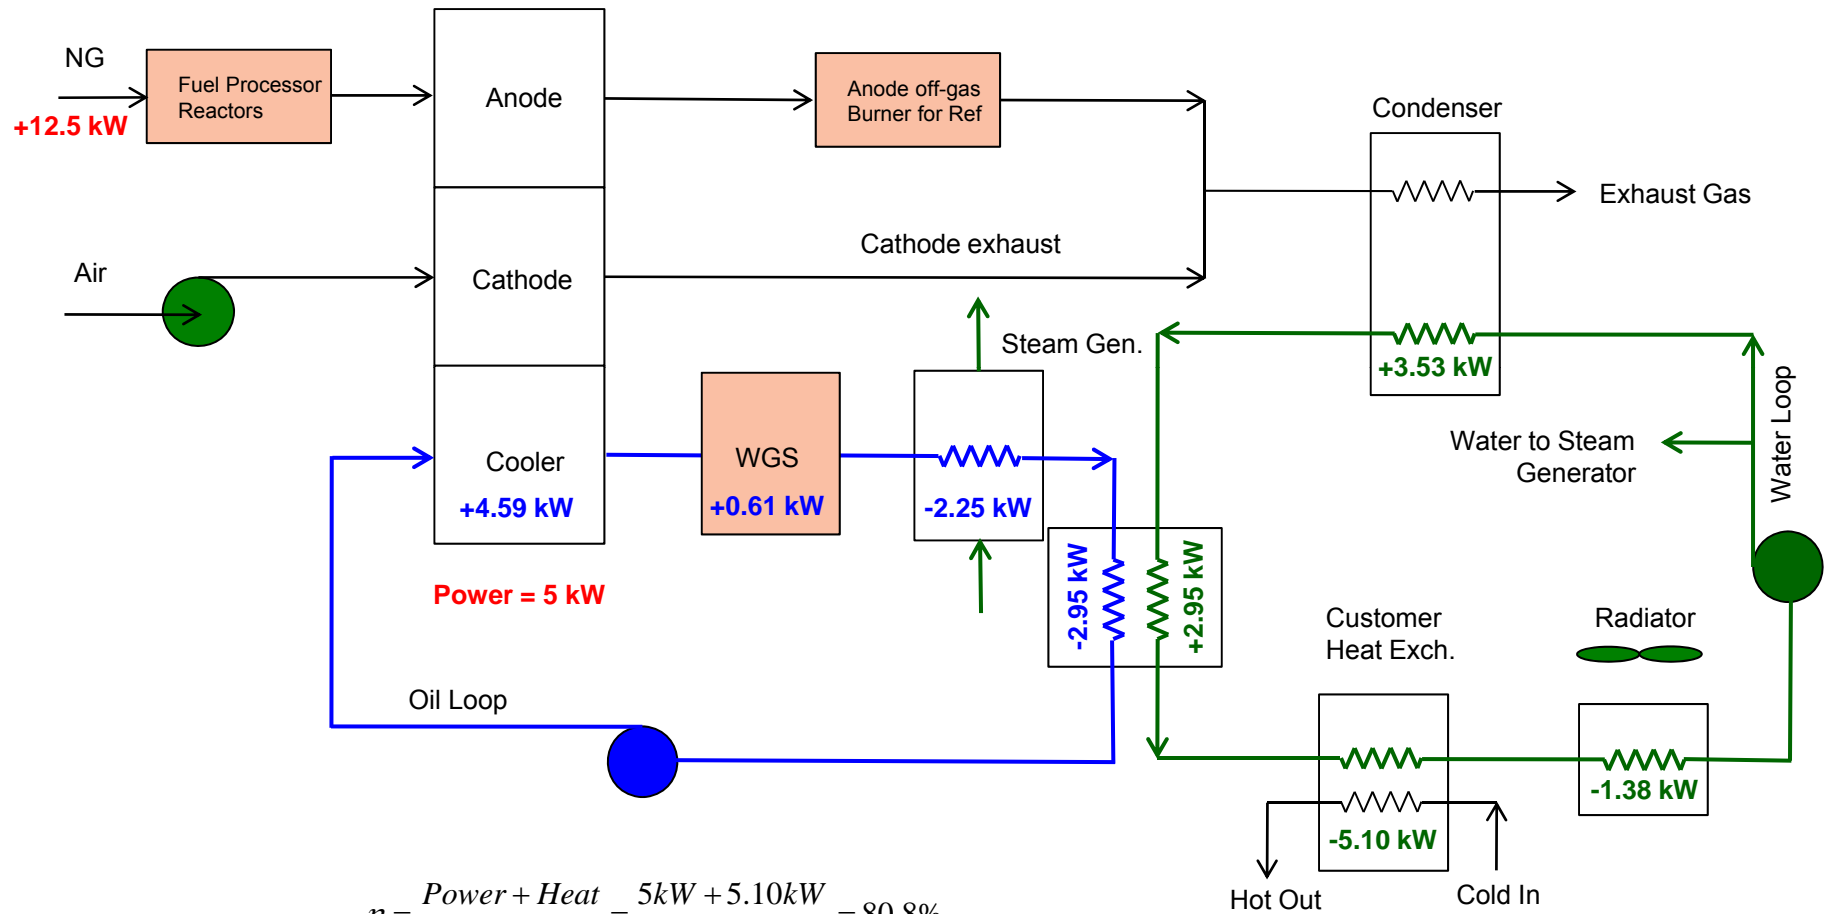 NG
+12.5 kW
Fuel Processor
Reactors
Anode
Anode off-gas
Burner for Ref
Condenser
Exhaust Gas
Air
Cathode
Cathode exhaust
Steam Gen.
+3.53 kW
Water Loop
Water to Steam
Generator
Cooler
+4.59 kW
WGS
+0.61 kW
-2.25 kW
-2.95 kW
+2.95 kW
Power = 5 kW
Customer
Heat Exch.
Radiator
Oil Loop
-1.38 kW
-5.10 kW
Hot Out
Cold In
Power + Heat 5kW + 5.10kW
η = = = 80.8%